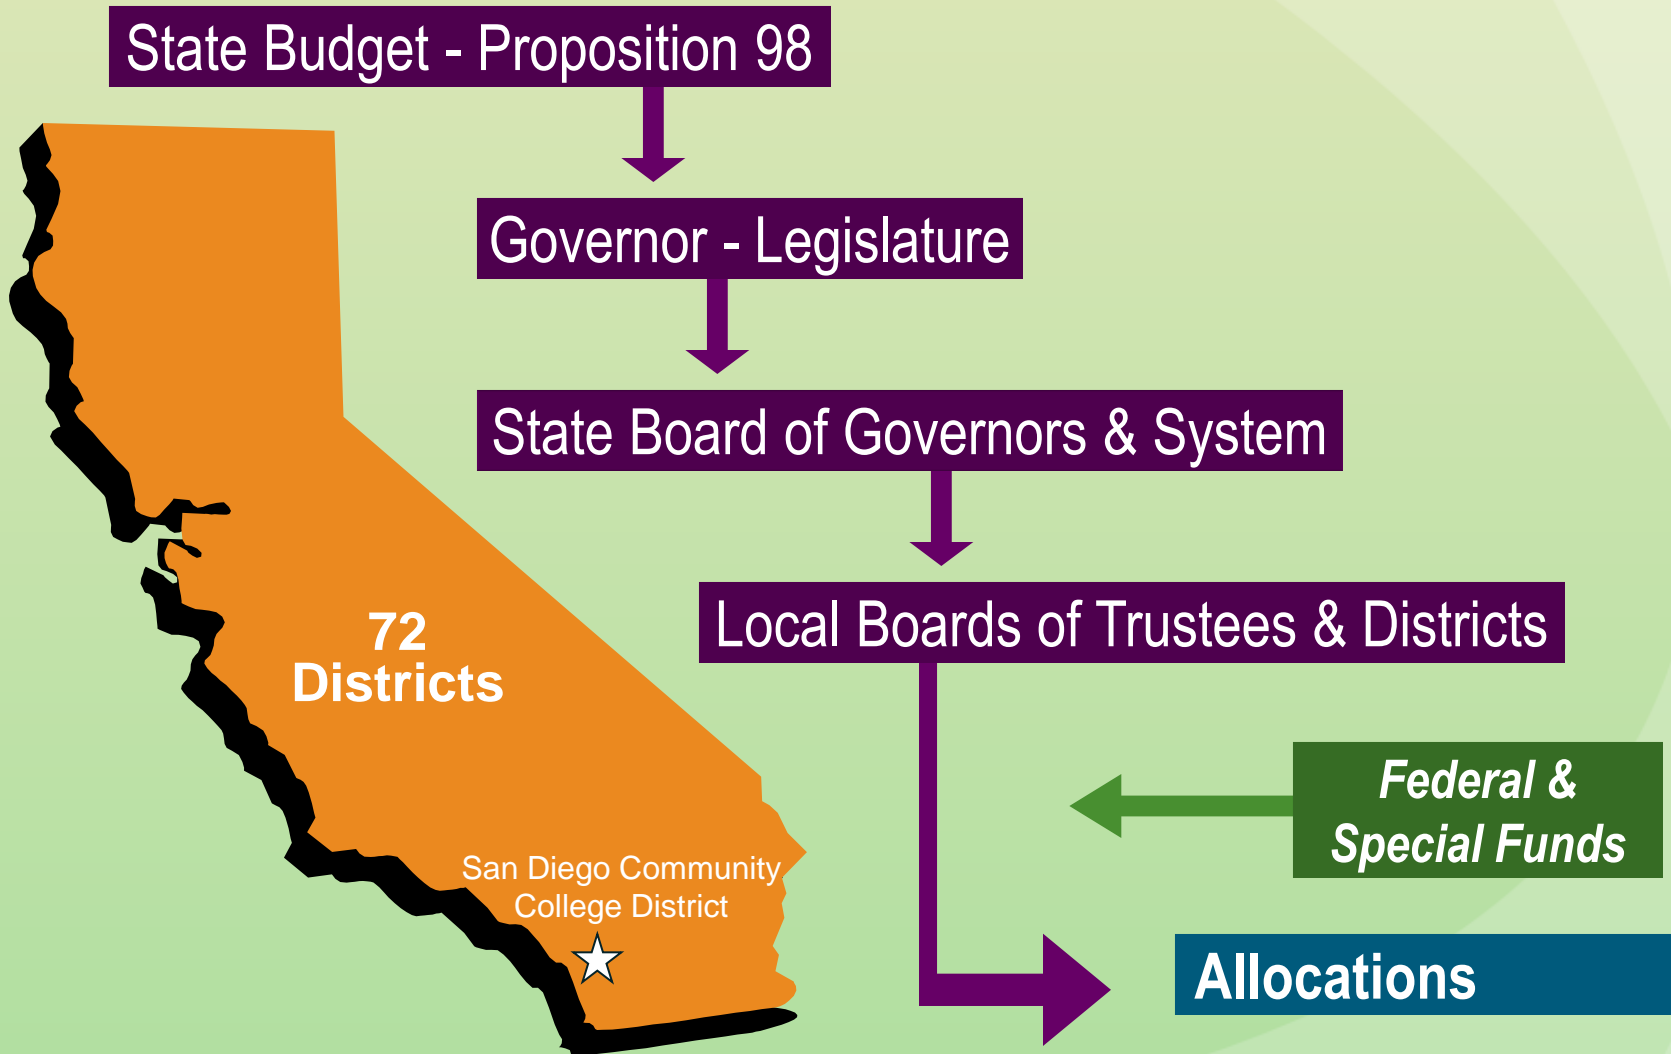 State Budget - Proposition 98
Governor - Legislature
State Board of Governors & System
Local Boards of Trustees & Districts
72
Districts
Federal &
Special Funds
San Diego Community
College District
Allocations